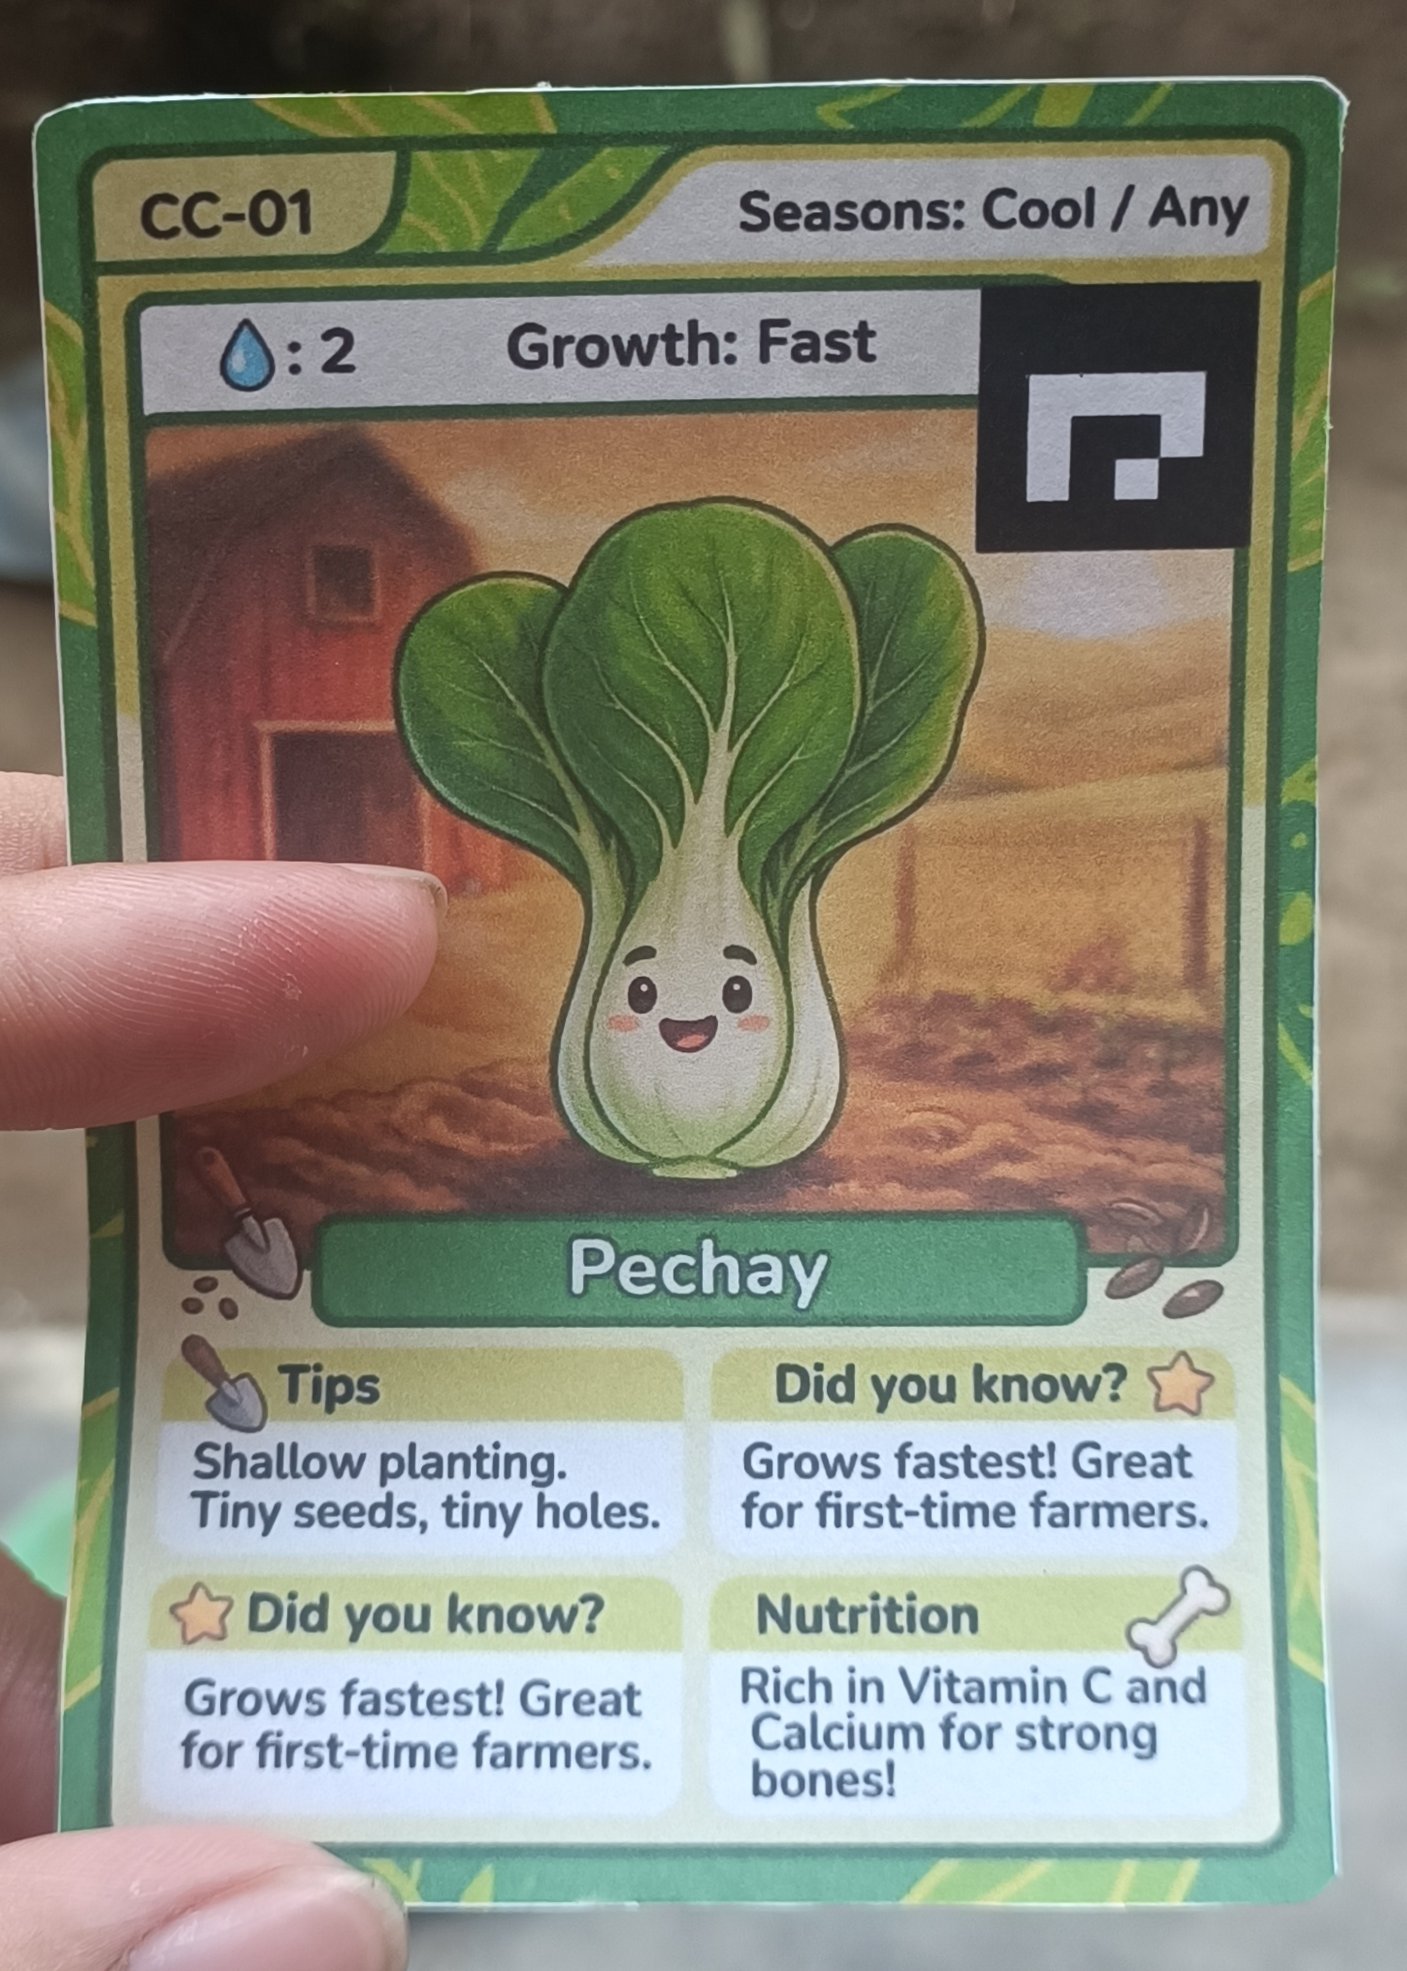 CC-01
Seasons: Cool / Any
: 2
Growth: Fast
Pechay
Tips
Shallow planting.
Tiny seeds, tiny holes.
Did you know?
Grows fastest! Great
for first-time farmers.
Did you know?
Grows fastest! Great
for first-time farmers.
Nutrition
Rich in Vitamin C and
Calcium for strong
bones!